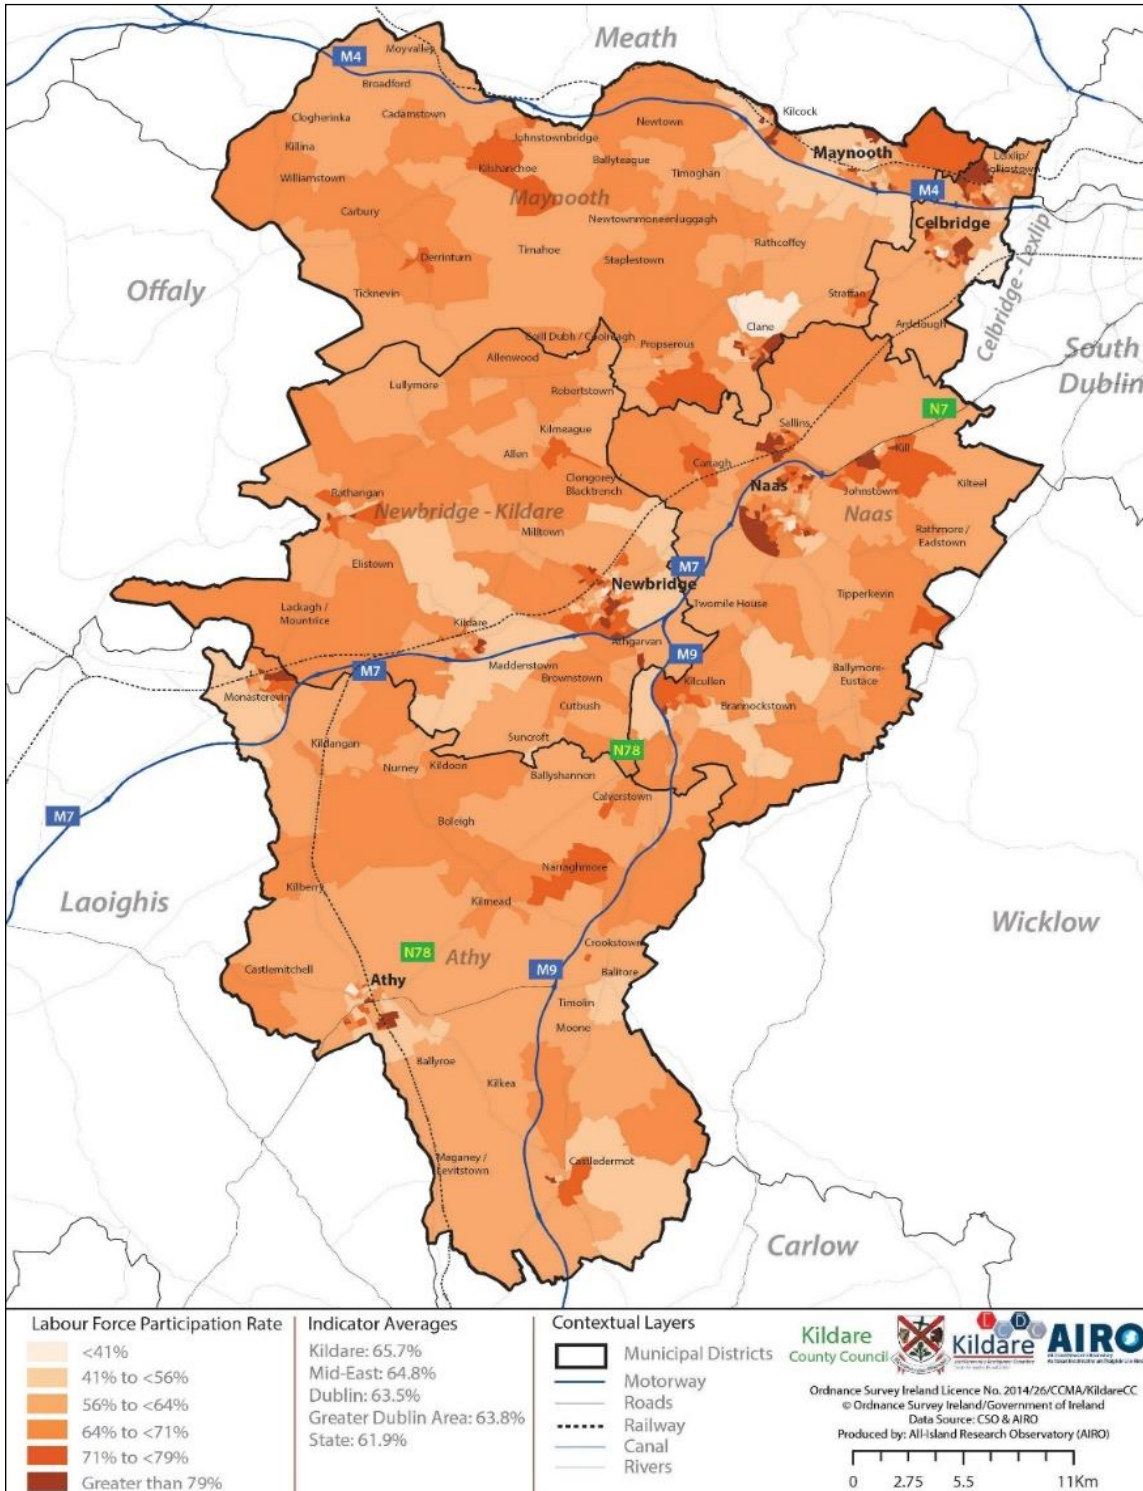 Meath
Moyvalley
M4
Broadford
Clogherinka
Cadamstown
Kilcock
Johnstownbridge
Newtown
Killina
Maynooth
Kilshanchoe
Ballyteague
Leixlip/
Collinstown
Williamstown
Timoghan
Maynooth
M4
Carbury
Newtownmoneenluggagh
Celbridge
Rathcoffey
Derrinturn
Timahoe
Staplestown
Celbridge - Lexlip
Offaly
Ticknevin
Straffan
Clane
Ardclough
Coill Dubh / Cooireagh
Propserous
South
Dublin
Allenwood
Lullymore
Robertstown
N7
Sallins
Kilmeague
Kill
Allen
Carragh
Clongorey /
Blacktrench
Naas
Johnstown
Kilteel
Rathangan
Newbridge - Kildare
Naas
Milltown
Rathmore /
Eadstown
Elistown
M7
Newbridge
Tipperkevin
Twomile House
Lackagh /
Mountrice
Kildare
Athgarvan
M9
Maddenstown
Ballymore-
Eustace
M7
Brownstown
Kilcullen
Monasterevin
Cutbush
Brannockstown
Suncroft
Kildangan
N78
Nurney
Kildoon
Ballyshannon
Calverstown
M7
Boleigh
Narraghmore
Kilberry
Laoighis
Kilmead
Wicklow
Crookstown
N78
Athy
Castlemitchell
M9
Balitore
Athy
Timolin
Moone
Ballyroe
Kilkea
Maganey /
Levitstown
Castledermot
Carlow
Labour Force Participation Rate
<41%
41% to <56%
56% to <64%
64% to <71%
71% to <79%
Greater than 79%
Indicator Averages
Kildare: 65.7%
Mid-East: 64.8%
Dublin: 63.5%
Greater Dublin Area: 63.8%
State: 61.9%
Contextual Layers
Municipal Districts
Motorway
Roads
Railway
Canal
Rivers
Kildare
County Council
Kildare
AIRO
Ordnance Survey Ireland Licence No. 2014/26/CCMA/KildareCC
© Ordnance Survey Ireland/Government of Ireland
Data Source: CSO & AIRO
Produced by: All-Island Research Observatory (AIRO)
0 2.75 5.5 11Km